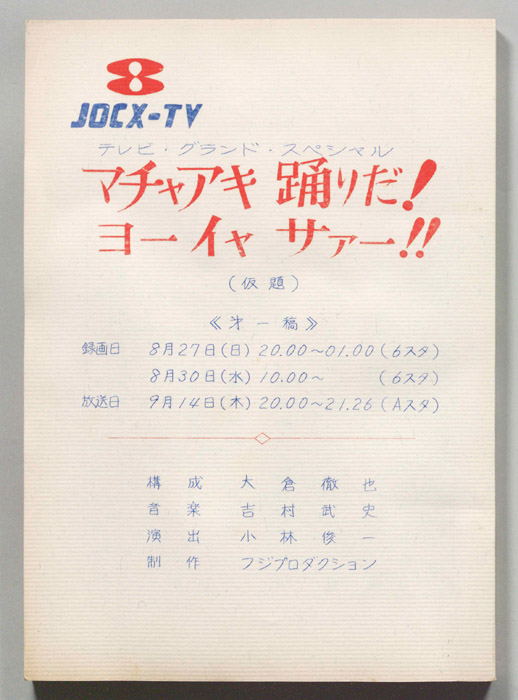 8
JOCX-TV
テレビ・グランド・スペシャル
マチャアキ 踊りだ!
ヨーイヤ サァー!!
(仮題)
《才一稿》
録画日 8月27日(日) 20.00〜01.00(6スタ)
8月30日(水) 10.00〜 (6スタ)
放送日 9月14日(木) 20.00〜21.26(Aスタ)
構成 大倉徹也
音楽 吉村武史
演出 小林俊一
制作 フジプロダクション